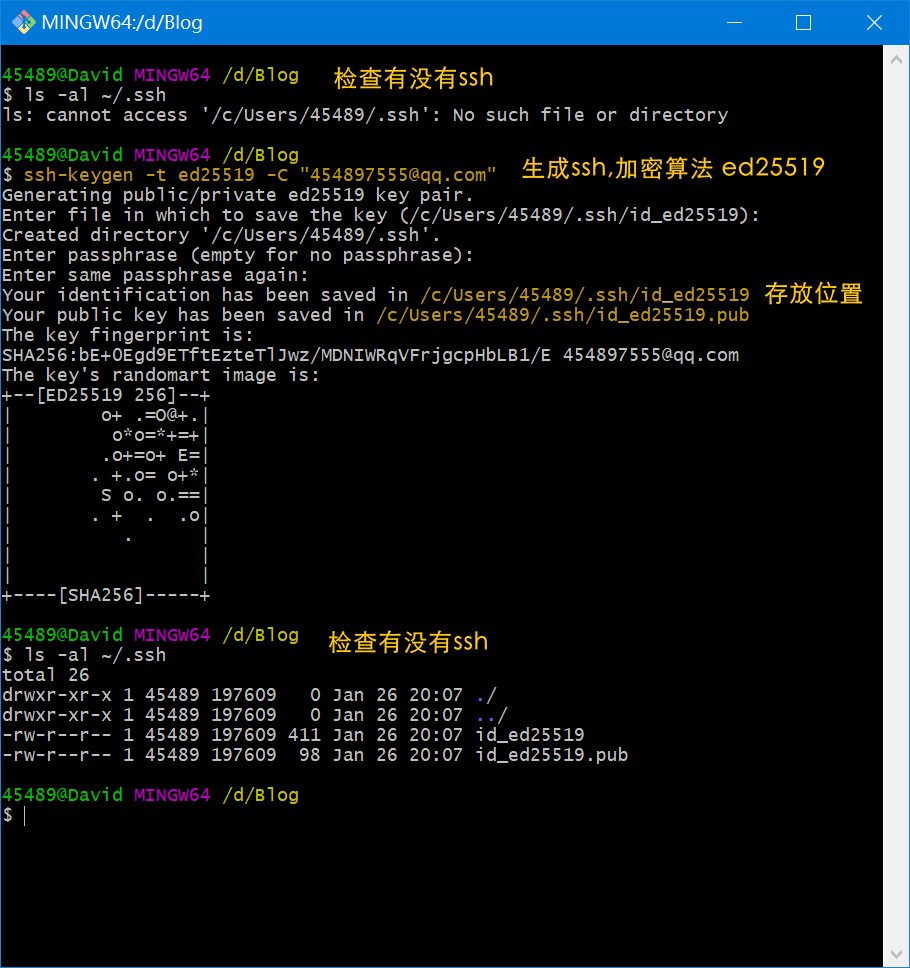 MINGW64:/d/Blog
45489@David MINGW64 /d/Blog 检查有没有ssh
$ ls -al ~/.ssh
ls: cannot access '/c/Users/45489/.ssh': No such file or directory
45489@David MINGW64 /d/Blog
$ ssh-keygen -t ed25519 -C "454897555@qq.com" 生成ssh,加密算法 ed25519
Generating public/private ed25519 key pair.
Enter file in which to save the key (/c/Users/45489/.ssh/id_ed25519):
Created directory '/c/Users/45489/.ssh'.
Enter passphrase (empty for no passphrase):
Enter same passphrase again:
Your identification has been saved in /c/Users/45489/.ssh/id_ed25519 存放位置
Your public key has been saved in /c/Users/45489/.ssh/id_ed25519.pub
The key fingerprint is:
SHA256:bE+OEgd9ETftEzteTlJwz/MDNIWRqVFrjgcpHbLB1/E 454897555@qq.com
The key's randomart image is:
+--[ED25519 256]--+
|        o+ .=O@+.|
|         o*o=*+=+|
|        .o+=o+ E=|
|       . +.o= o+*|
|        S o. o.==|
|       . +  .  .o|
|          .      |
|                 |
|                 |
+----[SHA256]-----+
45489@David MINGW64 /d/Blog 检查有没有ssh
$ ls -al ~/.ssh
total 26
drwxr-xr-x 1 45489 197609   0 Jan 26 20:07 ./
drwxr-xr-x 1 45489 197609   0 Jan 26 20:07 ../
-rw-r--r-- 1 45489 197609 411 Jan 26 20:07 id_ed25519
-rw-r--r-- 1 45489 197609  98 Jan 26 20:07 id_ed25519.pub
45489@David MINGW64 /d/Blog
$